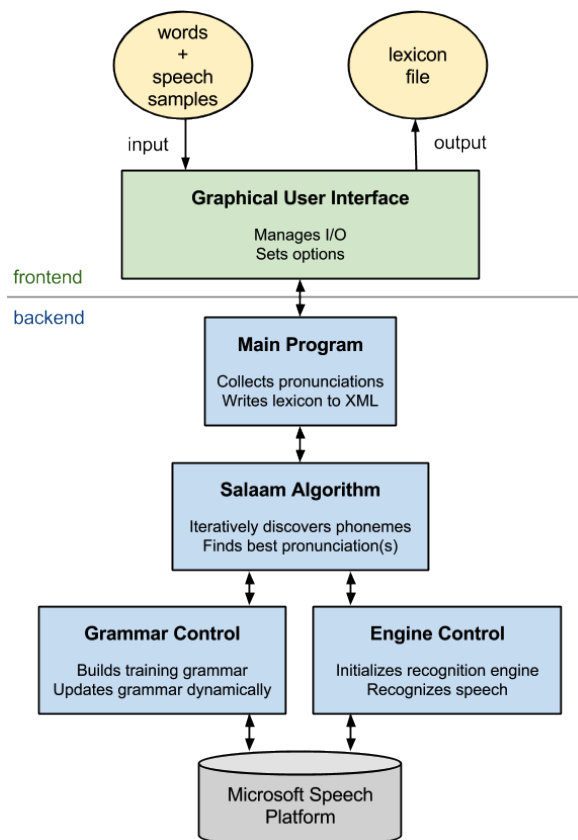 words
+
speech
samples
lexicon
file
input
output
Graphical User Interface
Manages I/O
Sets options
frontend
backend
Main Program
Collects pronunciations
Writes lexicon to XML
Salaam Algorithm
Iteratively discovers phonemes
Finds best pronunciation(s)
Grammar Control
Builds training grammar
Updates grammar dynamically
Engine Control
Initializes recognition engine
Recognizes speech
Microsoft Speech
Platform